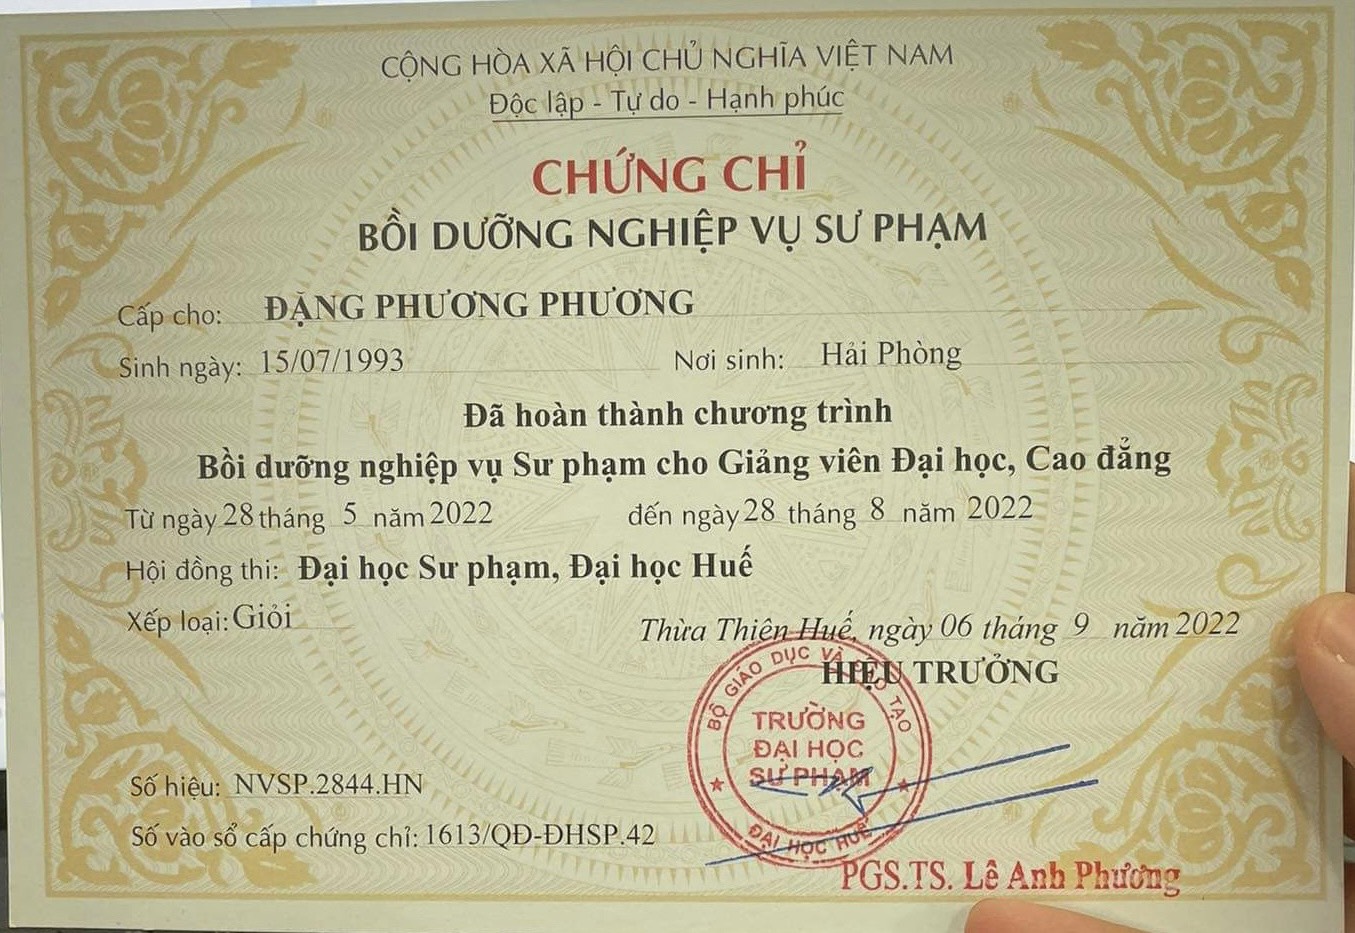 CỘNG HÒA XÃ HỘI CHỦ NGHĨA VIỆT NAM
Độc lập - Tự do - Hạnh phúc
CHỨNG CHỈ
BỒI DƯỠNG NGHIỆP VỤ SƯ PHẠM
Cấp cho: ĐẶNG PHƯƠNG PHƯƠNG
Sinh ngày: 15/07/1993 Nơi sinh: Hải Phòng
Đã hoàn thành chương trình
Bồi dưỡng nghiệp vụ Sư phạm cho Giảng viên Đại học, Cao đẳng
Từ ngày 28 tháng 5 năm 2022 đến ngày 28 tháng 8 năm 2022
Hội đồng thi: Đại học Sư phạm, Đại học Huế
Xếp loại: Giỏi
Thừa Thiên Huế, ngày 06 tháng 9 năm 2022
HIỆU TRƯỞNG
BỘ GIÁO DỤC VÀ ĐÀO TẠO
TRƯỜNG
ĐẠI HỌC
SƯ PHẠM
ĐẠI HỌC HUẾ
Số hiệu: NVSP.2844.HN
Số vào sổ cấp chứng chỉ: 1613/QĐ-ĐHSP.42
PGS.TS. Lê Anh Phương